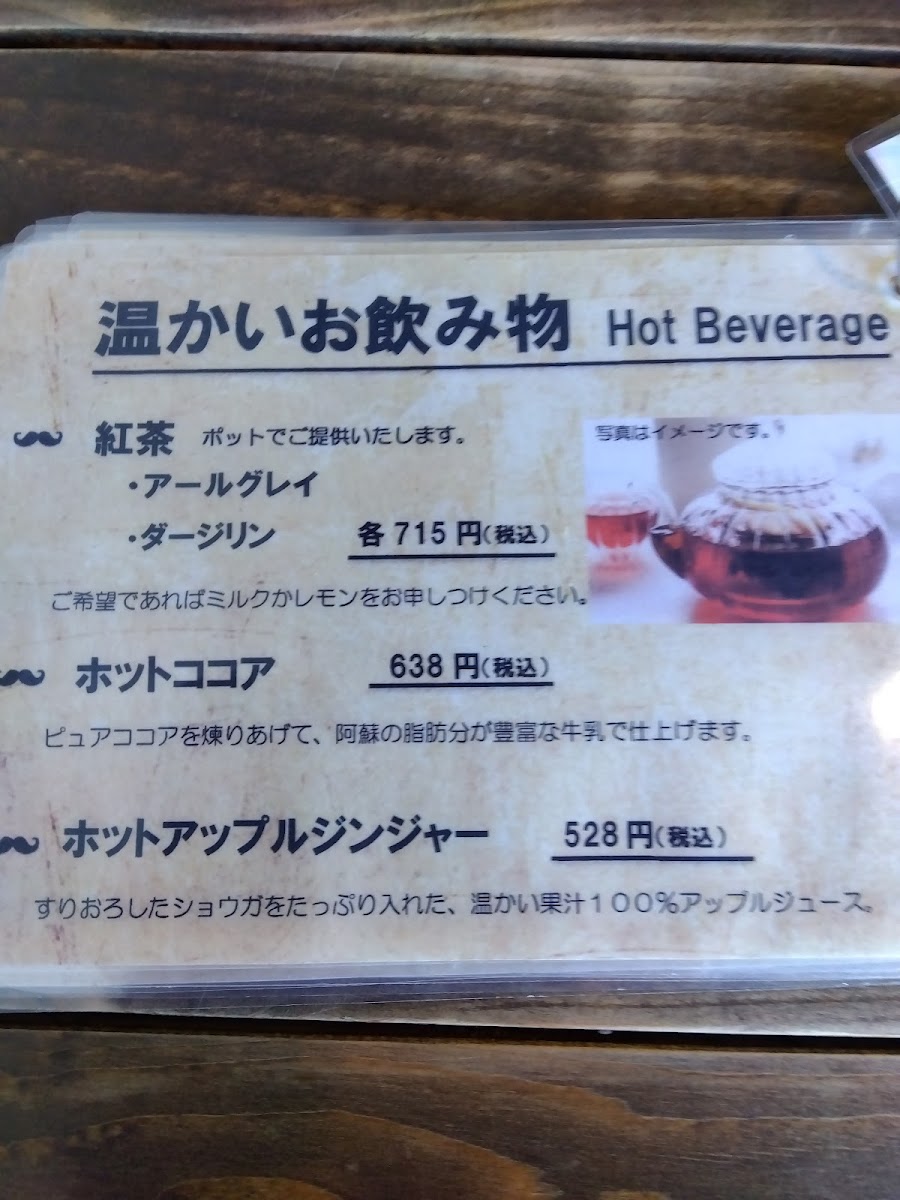 温かいお飲み物 Hot Beverage
紅茶 ポットでご提供いたします。
・アールグレイ
・ダージリン 各715円(税込)
写真はイメージです。
ご希望であればミルクかレモンをお申しつけください。
ホットココア 638円(税込)
ピュアココアを煉りあげて、阿蘇の脂肪分が豊富な牛乳で仕上げます。
ホットアップルジンジャー 528円(税込)
すりおろしたショウガをたっぷり入れた、温かい果汁１００％アップルジュース。